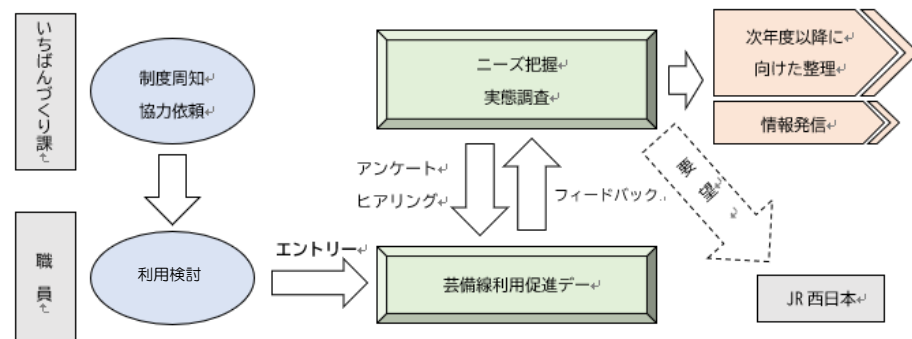 いちばんづくり課
制度周知
協力依頼
ニーズ把握
実態調査
次年度以降に
向けた整理
情報発信
アンケート
ヒアリング
フィードバック
要望
職員
利用検討
エントリー
芸備線利用促進デー
JR 西日本